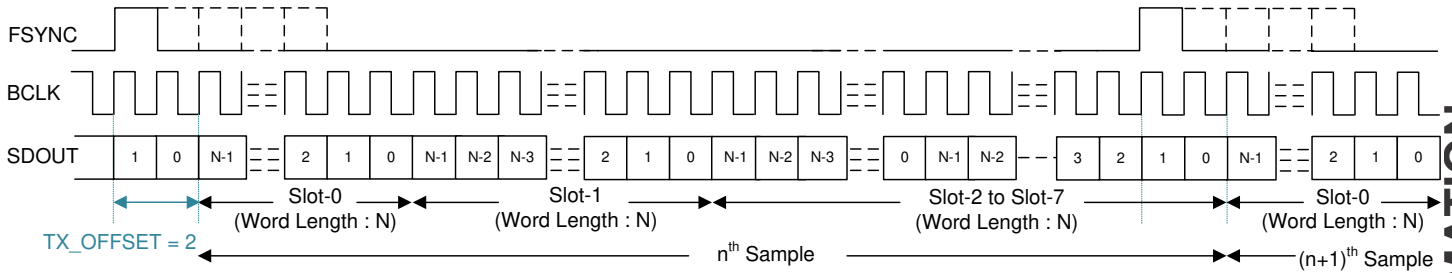 FSYNC
BCLK
SDOUT 1 0 N-1 2 1 0 N-1 N-2 N-3 2 1 0 N-1 N-2 N-3 0 N-1 N-2 3 2 1 0 N-1 2 1 0
Slot-0 Slot-1 Slot-2 to Slot-7 Slot-0
(Word Length : N) (Word Length : N) (Word Length : N) (Word Length : N)
TX_OFFSET = 2
nth Sample (n+1)th Sample